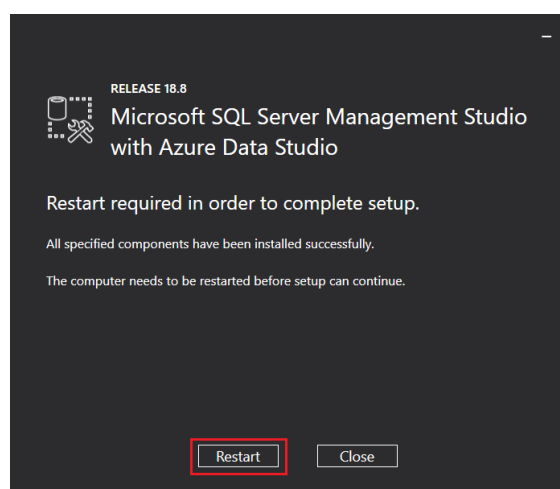 RELEASE 18.8
Microsoft SQL Server Management Studio
with Azure Data Studio
Restart required in order to complete setup.
All specified components have been installed successfully.
The computer needs to be restarted before setup can continue.
Restart Close